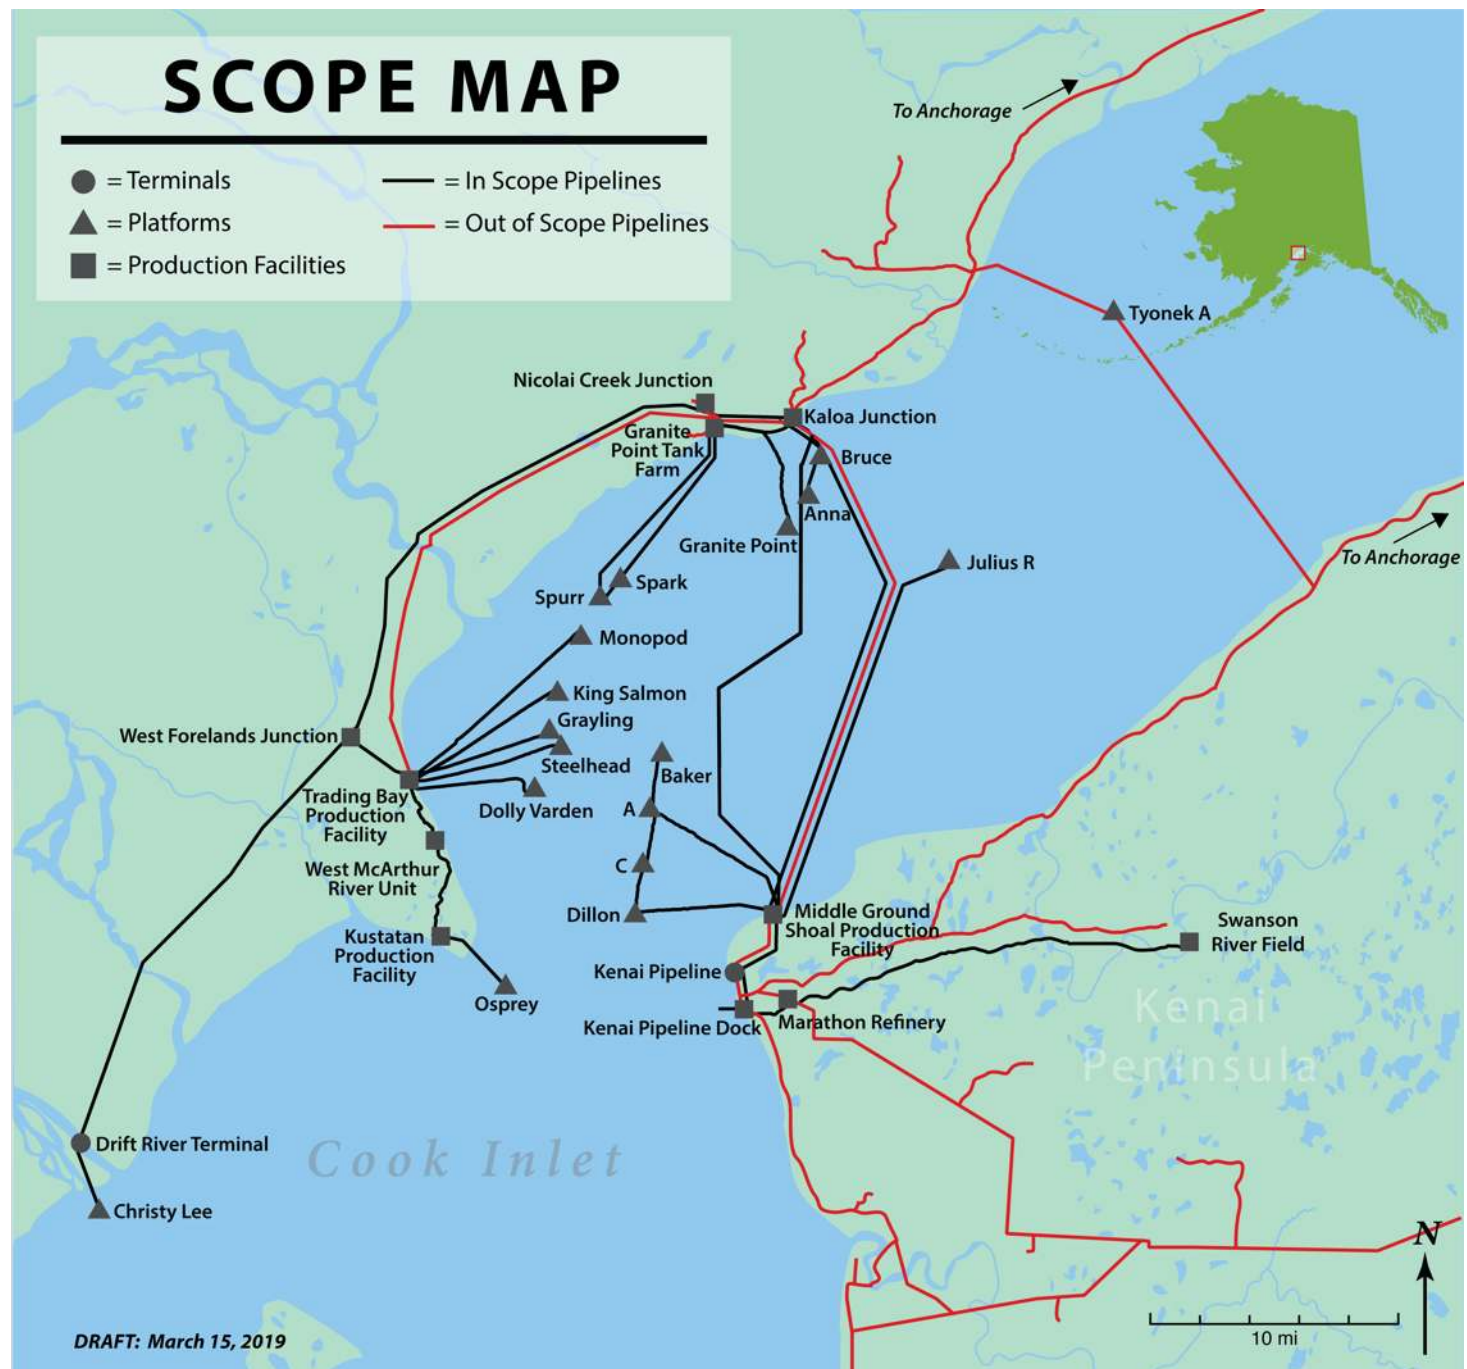 SCOPE MAP
= Terminals
= In Scope Pipelines
= Platforms
= Out of Scope Pipelines
= Production Facilities
To Anchorage
Tyonek A
Nicolai Creek Junction
Kaloa Junction
Granite
Point Tank
Farm
Bruce
Anna
Granite Point
To Anchorage
Julius R
Spark
Spurr
Monopod
King Salmon
Grayling
West Forelands Junction
Steelhead
Baker
Trading Bay
Production
Facility
Dolly Varden
A
West McArthur
River Unit
C
Dillon
Middle Ground
Shoal Production
Facility
Swanson
River Field
Kustatan
Production
Facility
Kenai Pipeline
Osprey
Kenai Pipeline Dock
Marathon Refinery
Kenai
Peninsula
Drift River Terminal
Cook Inlet
Christy Lee
N
10 mi
DRAFT: March 15, 2019